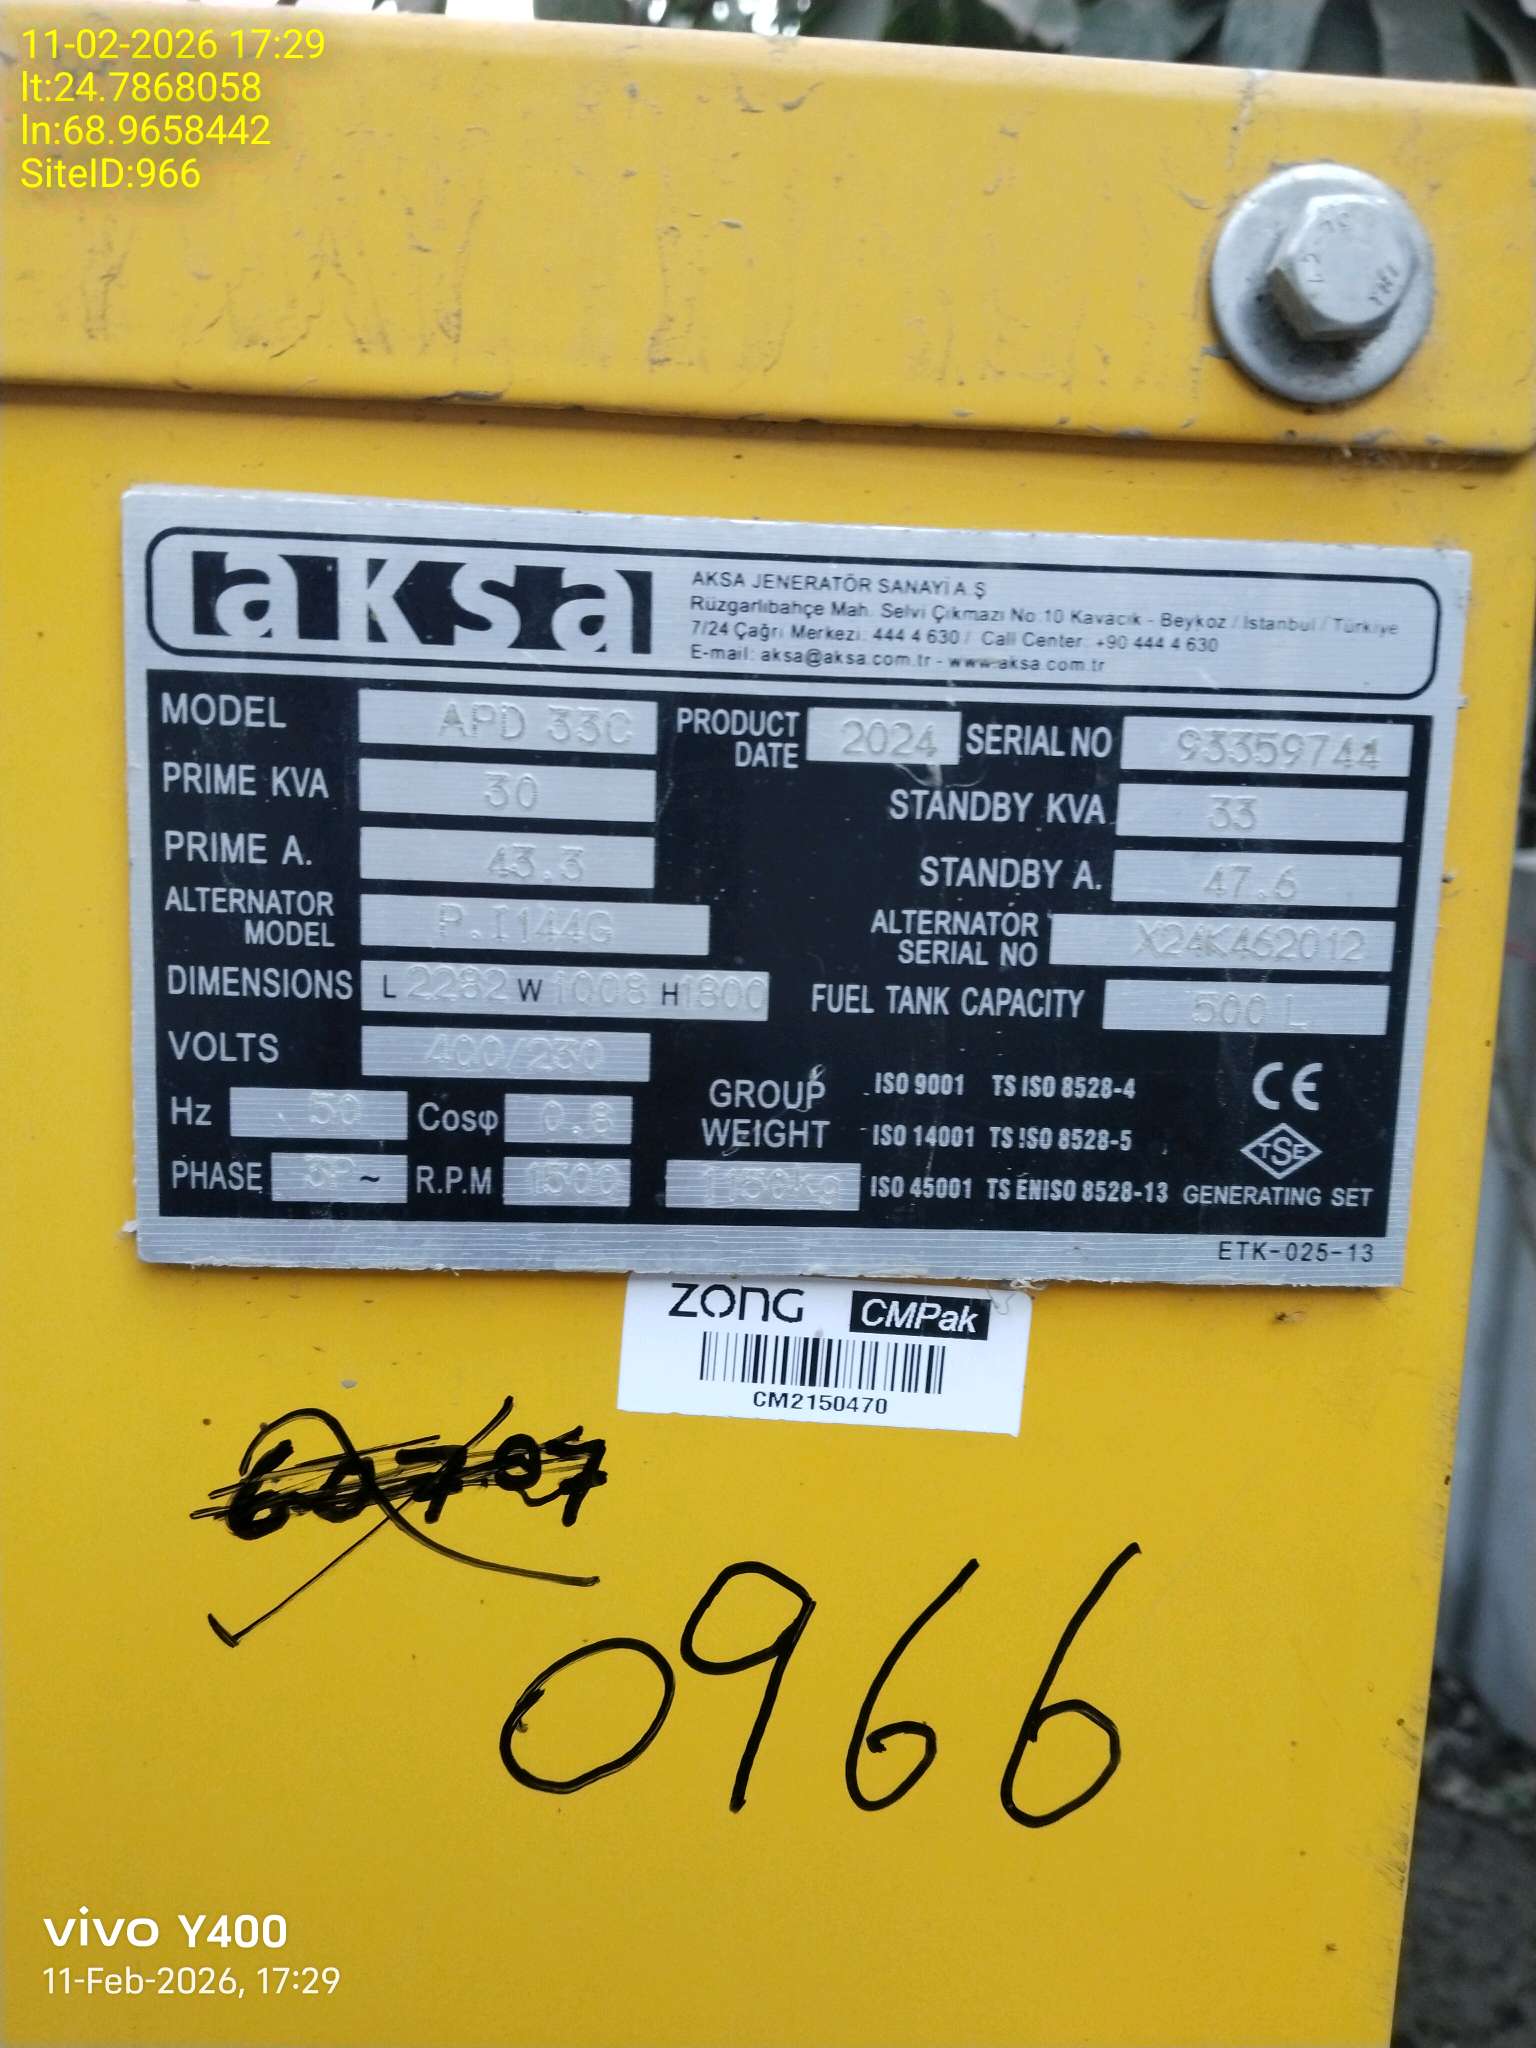 11-02-2026 17:29
lt:24.7868058
ln:68.9658442
SiteID:966
aksa
AKSA JENERATÖR SANAYİ A.Ş
Rüzgarlıbahçe Mah. Selvi Çıkmazı No:10 Kavacık - Beykoz / İstanbul / Türkiye
7/24 Çağrı Merkezi: 444 4 630 / Call Center: +90 444 4 630
E-mail: aksa@aksa.com.tr - www.aksa.com.tr
MODEL APD 33C PRODUCT DATE 2024 SERIAL NO 93359744
PRIME KVA 30 STANDBY KVA 33
PRIME A. 43.3 STANDBY A. 47.6
ALTERNATOR MODEL P.I144G ALTERNATOR SERIAL NO X24K462012
DIMENSIONS L 2282 W 1008 H 1800 FUEL TANK CAPACITY 500 L
VOLTS 400/230
Hz 50 Cosφ 0.8 GROUP WEIGHT 1150Kg
PHASE 3P~ R.P.M 1500
ISO 9001 TS ISO 8528-4
ISO 14001 TS ISO 8528-5
ISO 45001 TS EN ISO 8528-13
CE
TSE
GENERATING SET
ETK-025-13
ZONG CMPak
CM2150470
0966
vivo Y400
11-Feb-2026, 17:29